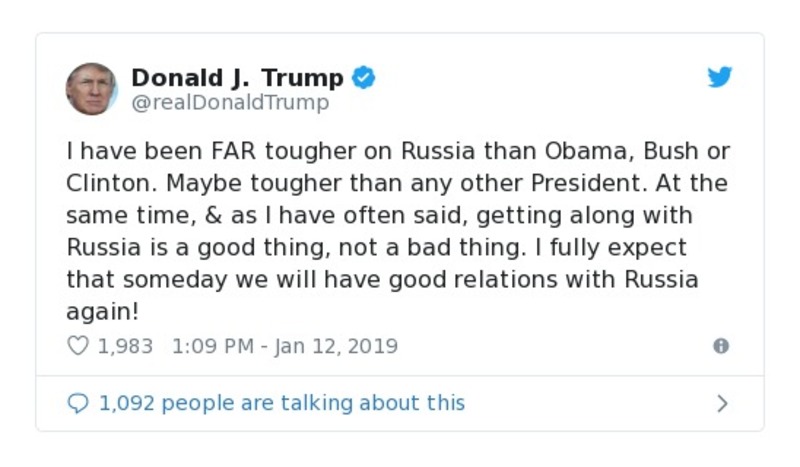 Donald J. Trump
@realDonaldTrump
I have been FAR tougher on Russia than Obama, Bush or
Clinton. Maybe tougher than any other President. At the
same time, & as I have often said, getting along with
Russia is a good thing, not a bad thing. I fully expect
that someday we will have good relations with Russia
again!
1,983 1:09 PM - Jan 12, 2019
1,092 people are talking about this